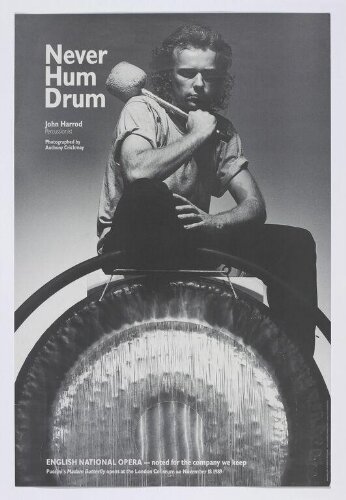 Never
Hum
Drum
John Harrod
Percussionist
Photographed by
Anthony Crickmay
ENGLISH NATIONAL OPERA — noted for the company we keep
Puccini's Madam Butterfly opens at the London Coliseum on November 18 1989